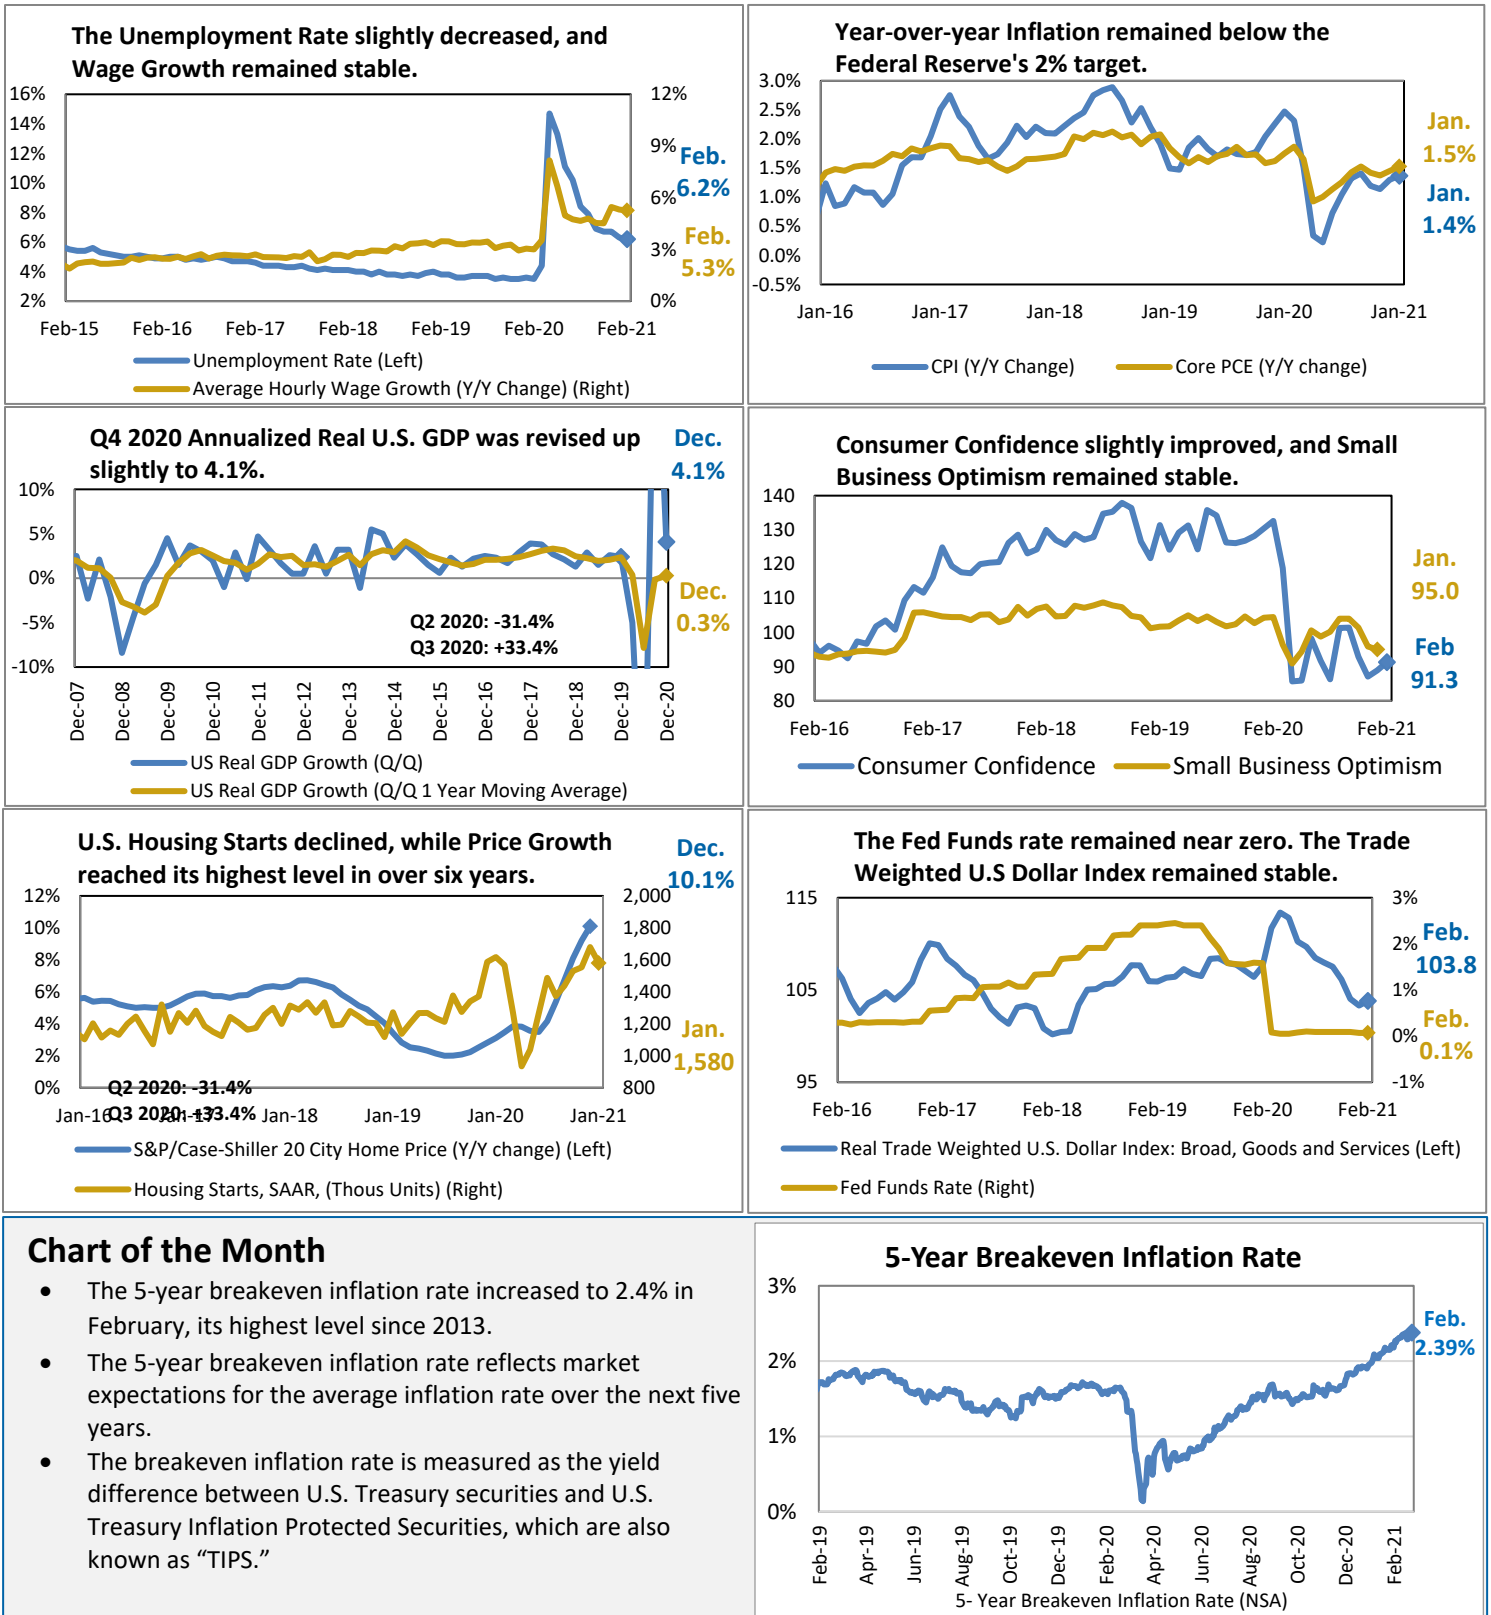 The Unemployment Rate slightly decreased, and
Wage Growth remained stable.
16%
14%
12%
10%
8%
6%
4%
2%
12%
9%
6%
3%
0%
Feb.
6.2%
Feb.
5.3%
Feb-15
Feb-16
Feb-17
Feb-18
Feb-19
Feb-20
Feb-21
Unemployment Rate (Left)
Average Hourly Wage Growth (Y/Y Change) (Right)
Year-over-year Inflation remained below the
Federal Reserve's 2% target.
3.0%
2.5%
2.0%
1.5%
1.0%
0.5%
0.0%
-0.5%
Jan.
1.5%
Jan.
1.4%
Jan-16
Jan-17
Jan-18
Jan-19
Jan-20
Jan-21
CPI (Y/Y Change)
Core PCE (Y/Y change)
Q4 2020 Annualized Real U.S. GDP was revised up
slightly to 4.1%.
Dec.
4.1%
10%
5%
0%
-5%
-10%
Dec.
0.3%
Q2 2020: -31.4%
Q3 2020: +33.4%
Dec-07
Dec-08
Dec-09
Dec-10
Dec-11
Dec-12
Dec-13
Dec-14
Dec-15
Dec-16
Dec-17
Dec-18
Dec-19
Dec-20
US Real GDP Growth (Q/Q)
US Real GDP Growth (Q/Q 1 Year Moving Average)
Consumer Confidence slightly improved, and Small
Business Optimism remained stable.
140
130
120
110
100
90
80
Jan.
95.0
Feb
91.3
Feb-16
Feb-17
Feb-18
Feb-19
Feb-20
Feb-21
Consumer Confidence
Small Business Optimism
U.S. Housing Starts declined, while Price Growth
reached its highest level in over six years.
Dec.
10.1%
12%
10%
8%
6%
4%
2%
0%
2,000
1,800
1,600
1,400
1,200
1,000
800
Jan.
1,580
Q2 2020: -31.4%
Q3 2020: +33.4%
Jan-16
Jan-17
Jan-18
Jan-19
Jan-20
Jan-21
S&P/Case-Shiller 20 City Home Price (Y/Y change) (Left)
Housing Starts, SAAR, (Thous Units) (Right)
The Fed Funds rate remained near zero. The Trade
Weighted U.S Dollar Index remained stable.
115
105
95
3%
2%
1%
0%
-1%
Feb.
103.8
Feb.
0.1%
Feb-16
Feb-17
Feb-18
Feb-19
Feb-20
Feb-21
Real Trade Weighted U.S. Dollar Index: Broad, Goods and Services (Left)
Fed Funds Rate (Right)
Chart of the Month
• The 5-year breakeven inflation rate increased to 2.4% in
February, its highest level since 2013.
• The 5-year breakeven inflation rate reflects market
expectations for the average inflation rate over the next five
years.
• The breakeven inflation rate is measured as the yield
difference between U.S. Treasury securities and U.S.
Treasury Inflation Protected Securities, which are also
known as “TIPS.”
5-Year Breakeven Inflation Rate
3%
2%
1%
0%
Feb.
2.39%
Feb-19
Apr-19
Jun-19
Aug-19
Oct-19
Dec-19
Feb-20
Apr-20
Jun-20
Aug-20
Oct-20
Dec-20
Feb-21
5- Year Breakeven Inflation Rate (NSA)